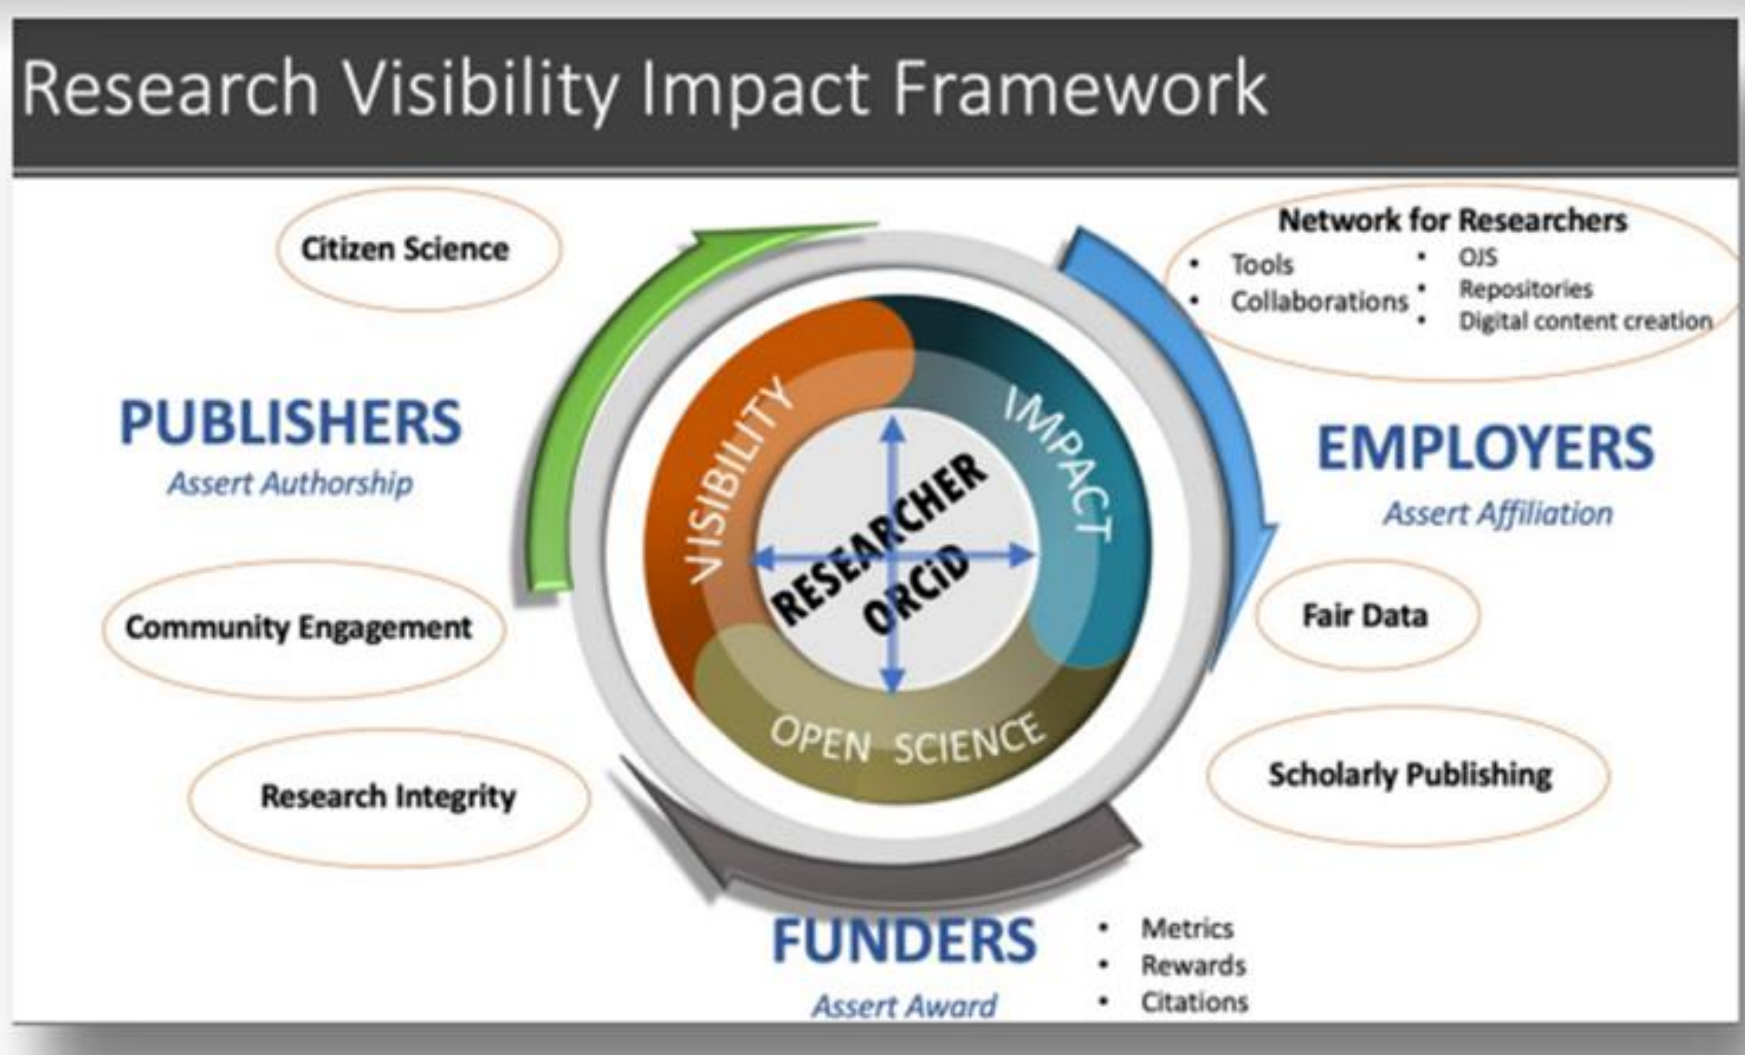 Research Visibility Impact Framework
Citizen Science
Network for Researchers
Tools
Collaborations
OJS
Repositories
Digital content creation
PUBLISHERS
Assert Authorship
VISIBILITY
IMPACT
RESEARCHER
ORCiD
OPEN SCIENCE
EMPLOYERS
Assert Affiliation
Community Engagement
Fair Data
Research Integrity
Scholarly Publishing
FUNDERS
Assert Award
Metrics
Rewards
Citations